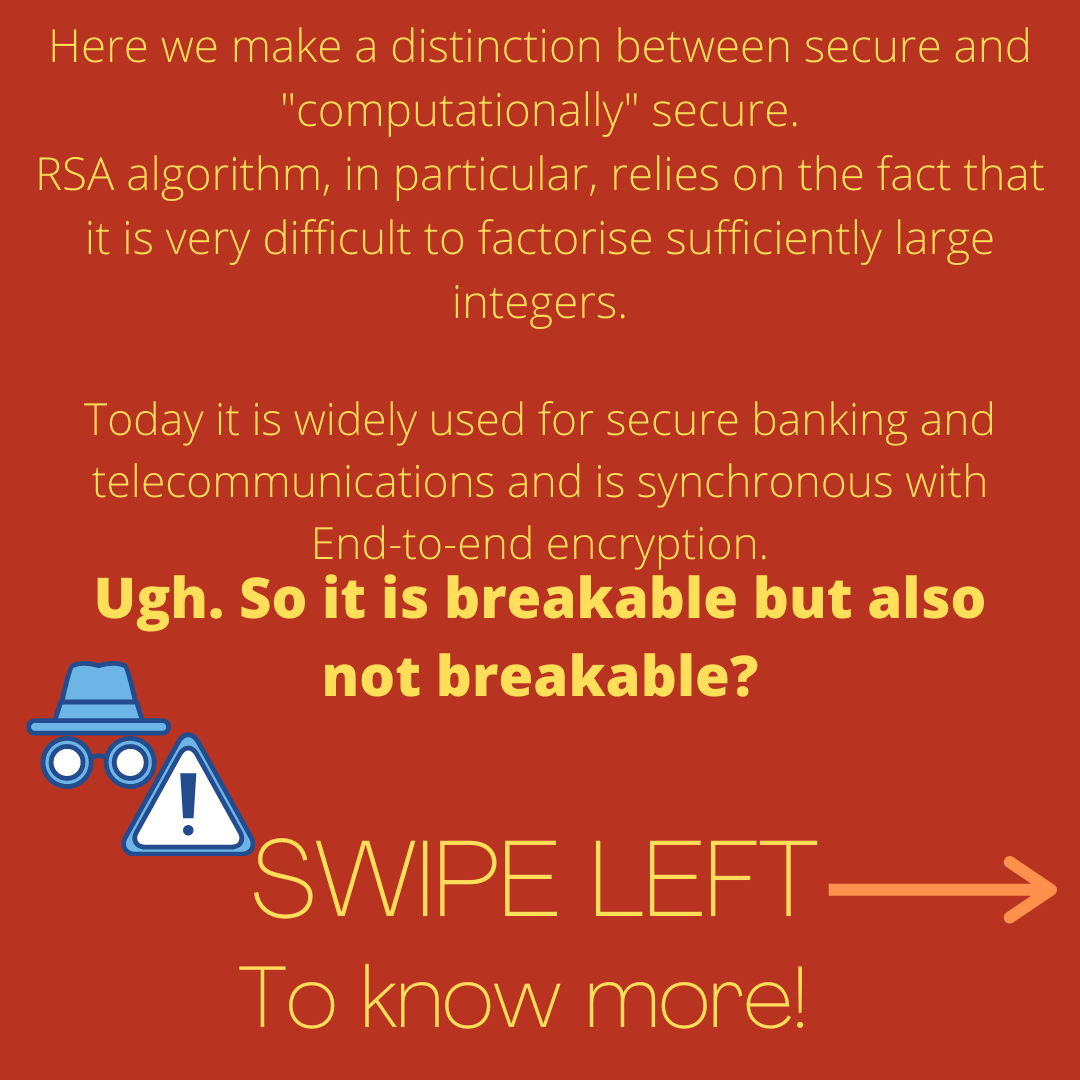 Here we make a distinction between secure and
"computationally" secure.
RSA algorithm, in particular, relies on the fact that
it is very difficult to factorise sufficiently large
integers.
Today it is widely used for secure banking and
telecommunications and is synchronous with
End-to-end encryption.
Ugh. So it is breakable but also
not breakable?
!
SWIPE LEFT
To know more!